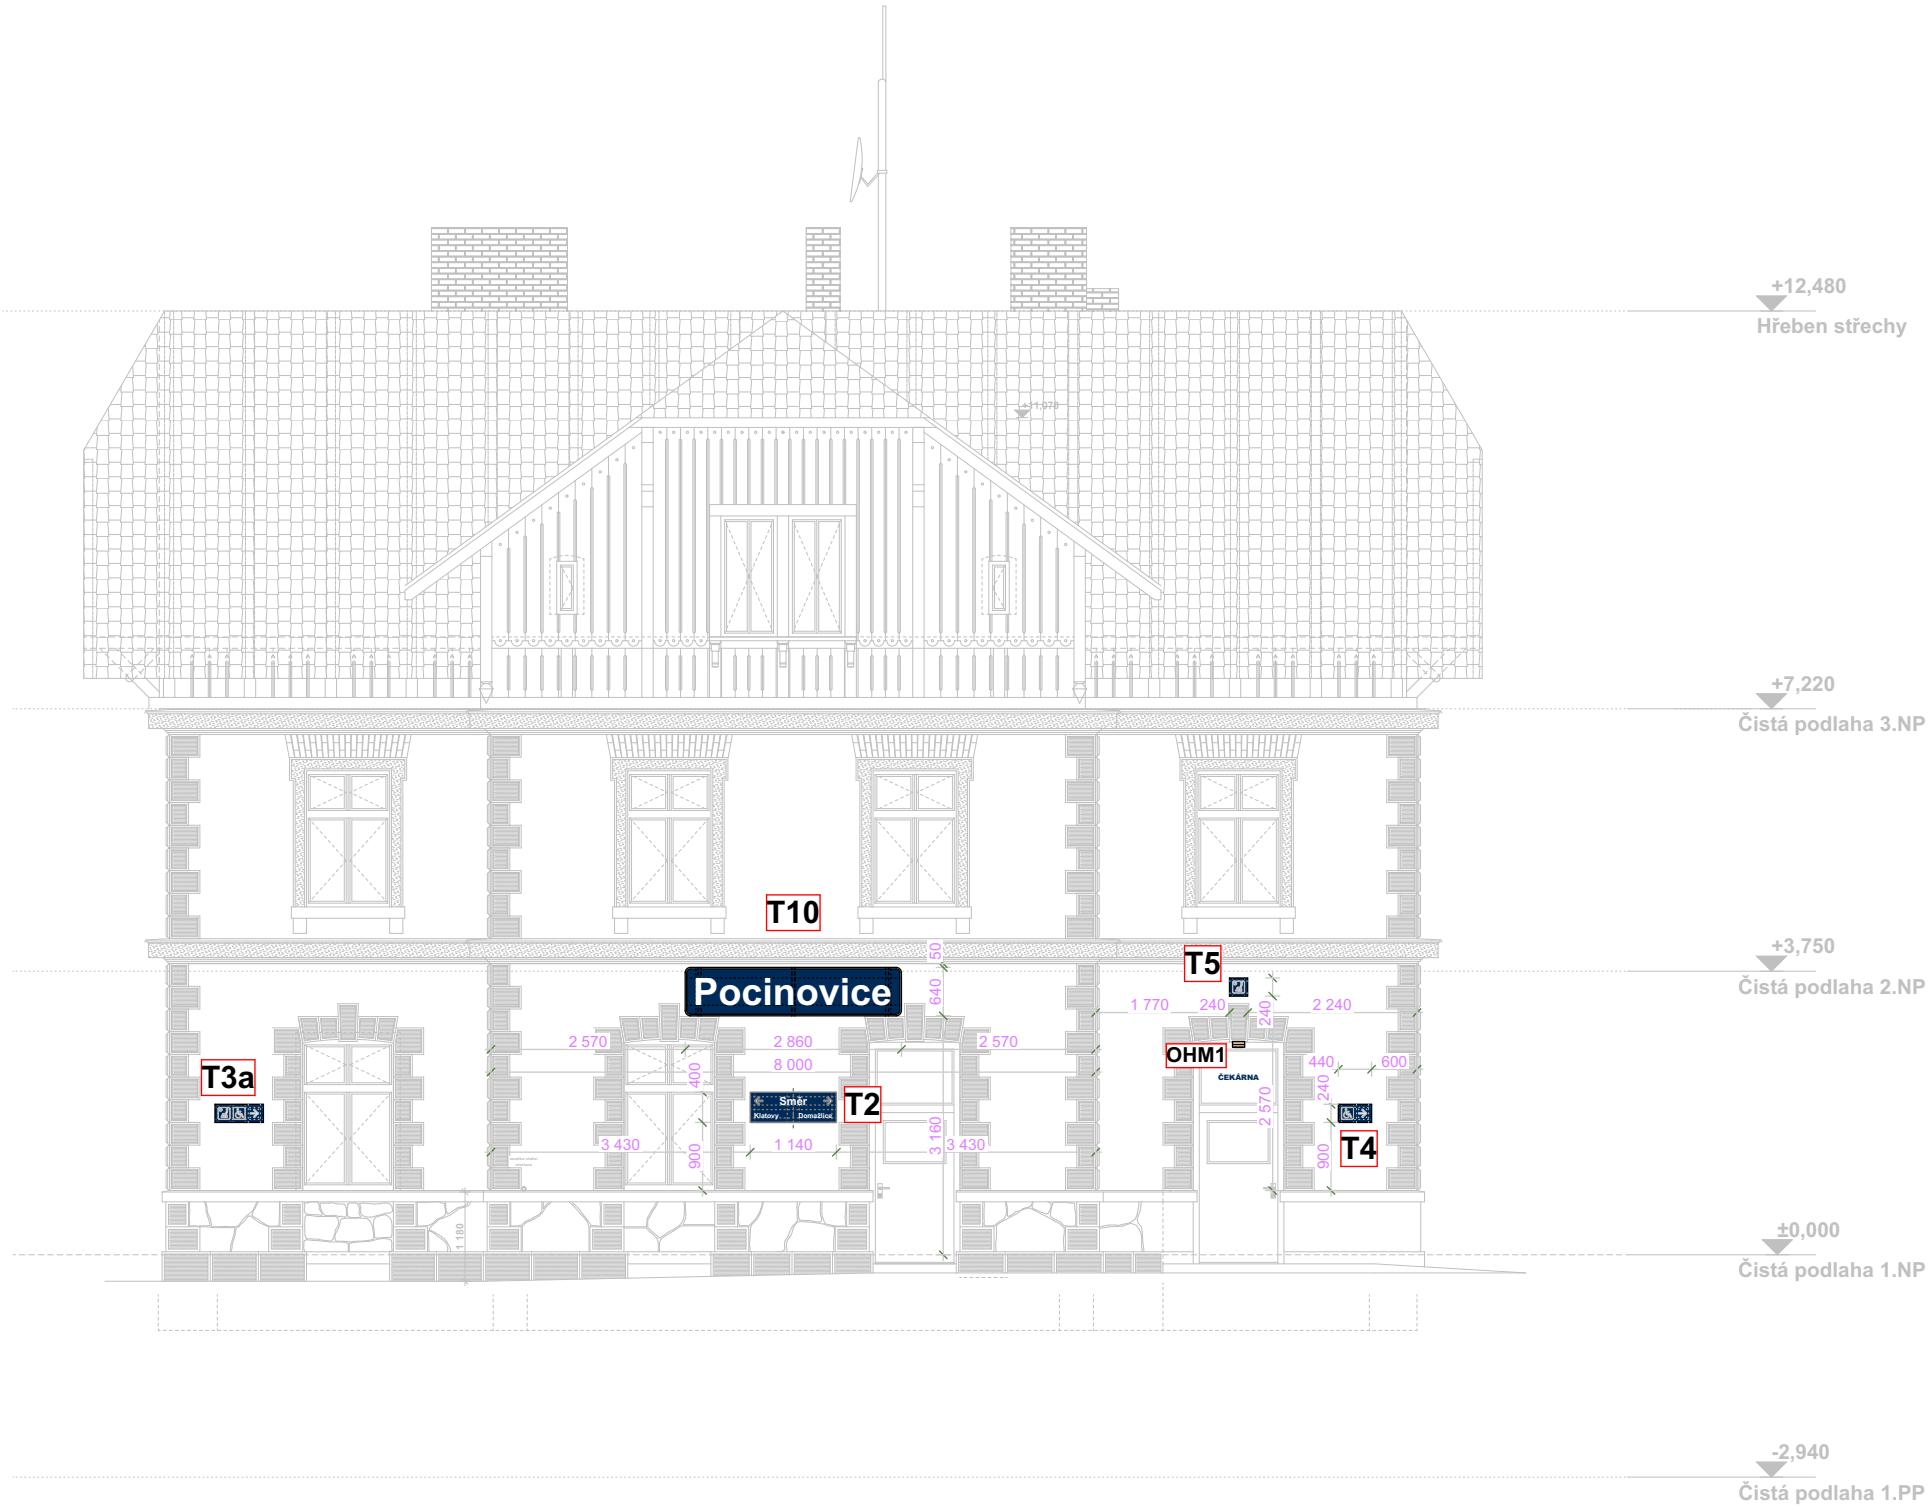 +12,480
Hřeben střechy
+11,070
+7,220
Čistá podlaha 3.NP
T10
50
+3,750
Čistá podlaha 2.NP
T5
Pocinovice
640
1 770
240
2 240
240
2 570
2 860
2 570
8 000
OHM1
ČEKÁRNA
440
600
T3a
400
Směr
Klatovy
Domažlice
T2
2 570
240
3 430
900
1 140
3 160
3 430
T4
900
1 180
±0,000
Čistá podlaha 1.NP
-2,940
Čistá podlaha 1.PP